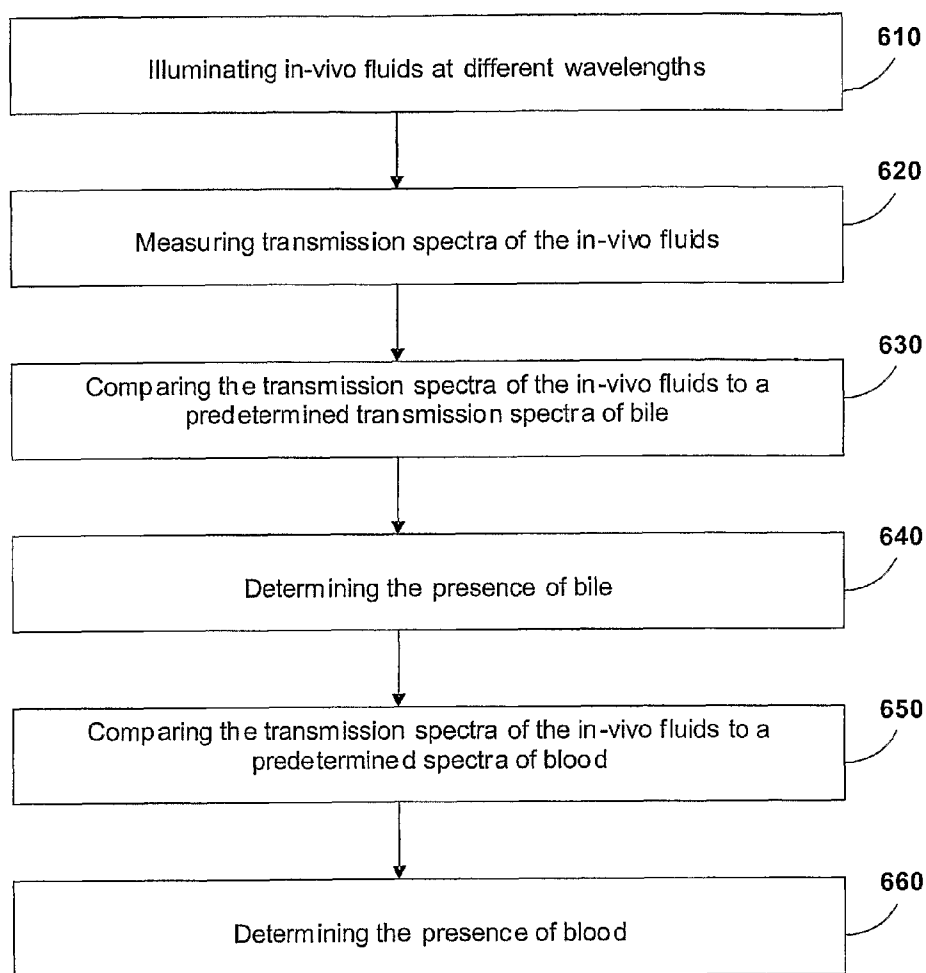 610
Illuminating in-vivo fluids at different wavelengths
620
Measuring transmission spectra of the in-vivo fluids
630
Comparing the transmission spectra of the in-vivo fluids to a
predetermined transmission spectra of bile
640
Determining the presence of bile
650
Comparing the transmission spectra of the in-vivo fluids to a
predetermined spectra of blood
660
Determining the presence of blood